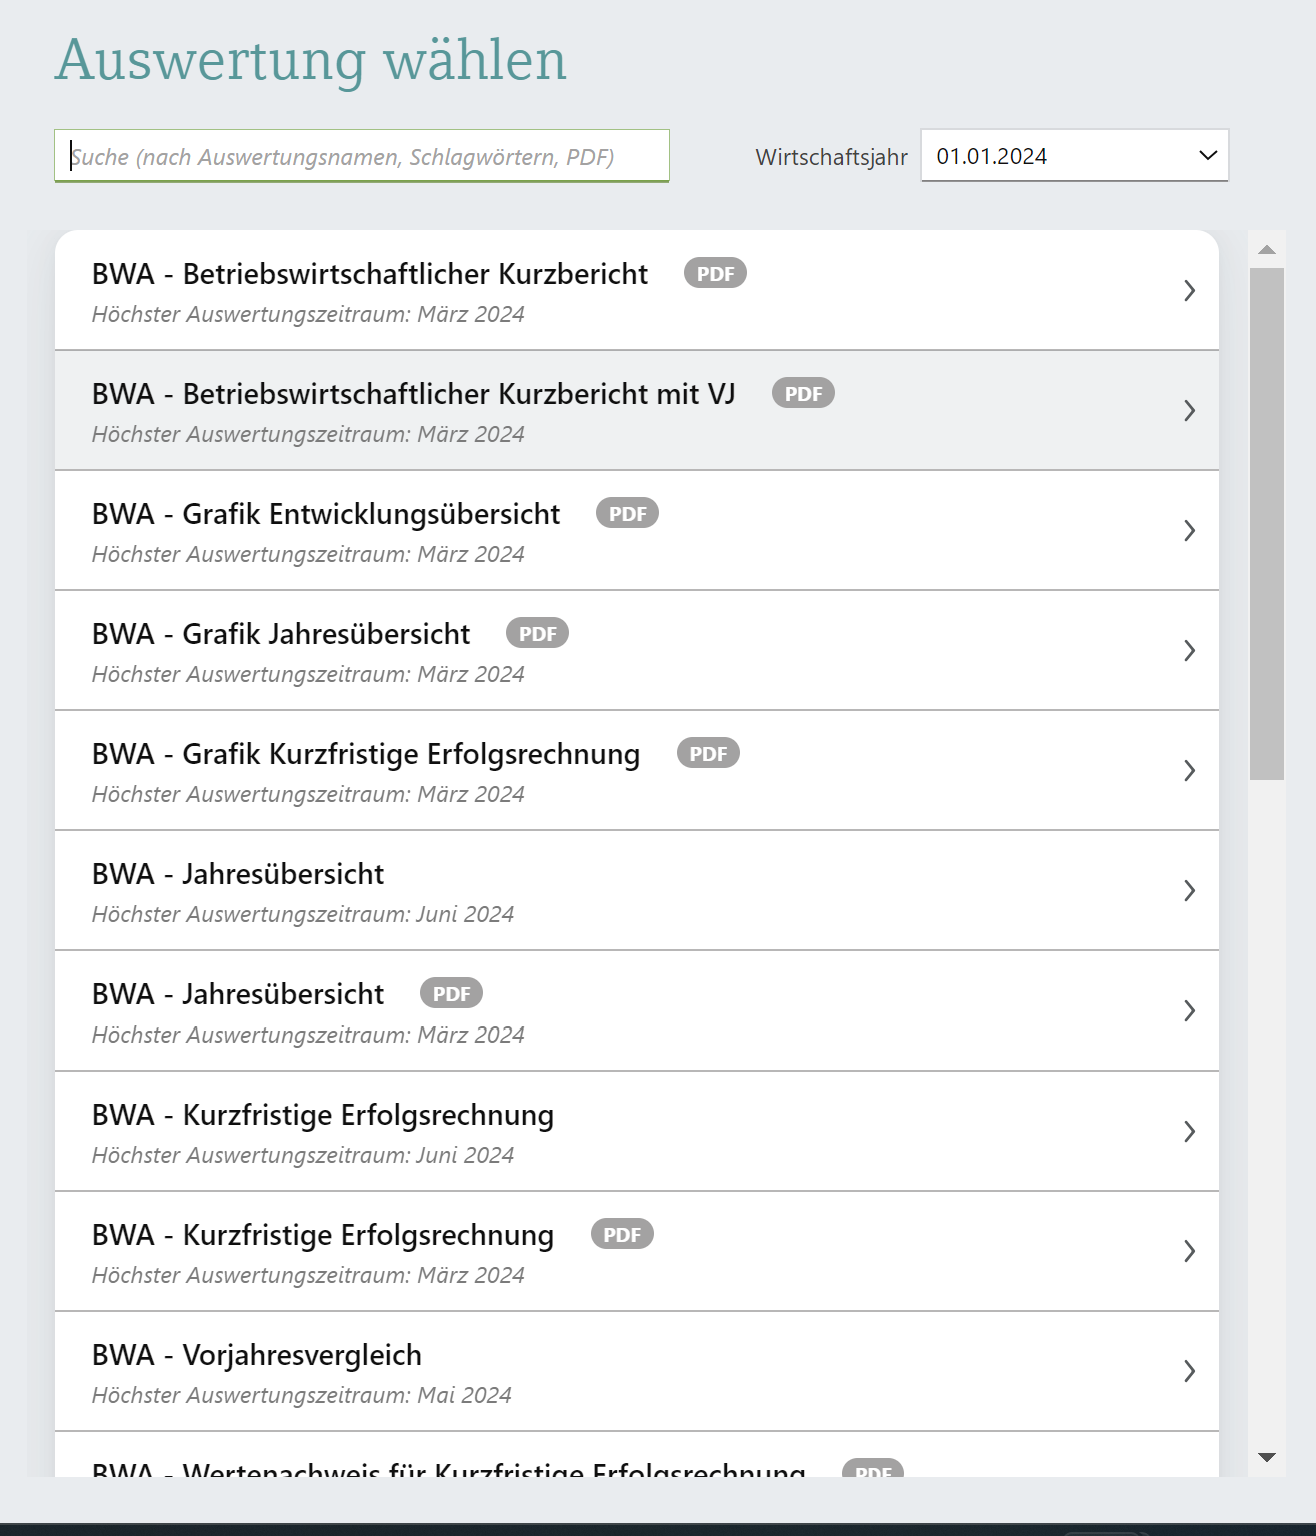 Auswertung wählen
Suche (nach Auswertungsnamen, Schlagwörtern, PDF)
Wirtschaftsjahr 01.01.2024
BWA - Betriebswirtschaftlicher Kurzbericht PDF
Höchster Auswertungszeitraum: März 2024
BWA - Betriebswirtschaftlicher Kurzbericht mit VJ PDF
Höchster Auswertungszeitraum: März 2024
BWA - Grafik Entwicklungsübersicht PDF
Höchster Auswertungszeitraum: März 2024
BWA - Grafik Jahresübersicht PDF
Höchster Auswertungszeitraum: März 2024
BWA - Grafik Kurzfristige Erfolgsrechnung PDF
Höchster Auswertungszeitraum: März 2024
BWA - Jahresübersicht
Höchster Auswertungszeitraum: Juni 2024
BWA - Jahresübersicht PDF
Höchster Auswertungszeitraum: März 2024
BWA - Kurzfristige Erfolgsrechnung
Höchster Auswertungszeitraum: Juni 2024
BWA - Kurzfristige Erfolgsrechnung PDF
Höchster Auswertungszeitraum: März 2024
BWA - Vorjahresvergleich
Höchster Auswertungszeitraum: Mai 2024
BWA - Wertenachweis für Kurzfristige Erfolgsrechnung PDF